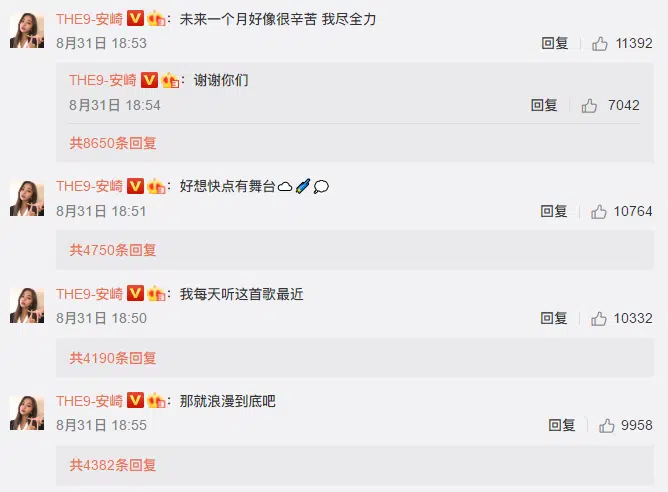 THE9-安崎：未来一个月好像很辛苦 我尽全力
8月31日 18:53 回复 11392
THE9-安崎：谢谢你们
8月31日 18:54 回复 7042
共8650条回复
THE9-安崎：好想快点有舞台
8月31日 18:51 回复 10764
共4750条回复
THE9-安崎：我每天听这首歌最近
8月31日 18:50 回复 10332
共4190条回复
THE9-安崎：那就浪漫到底吧
8月31日 18:55 回复 9958
共4382条回复